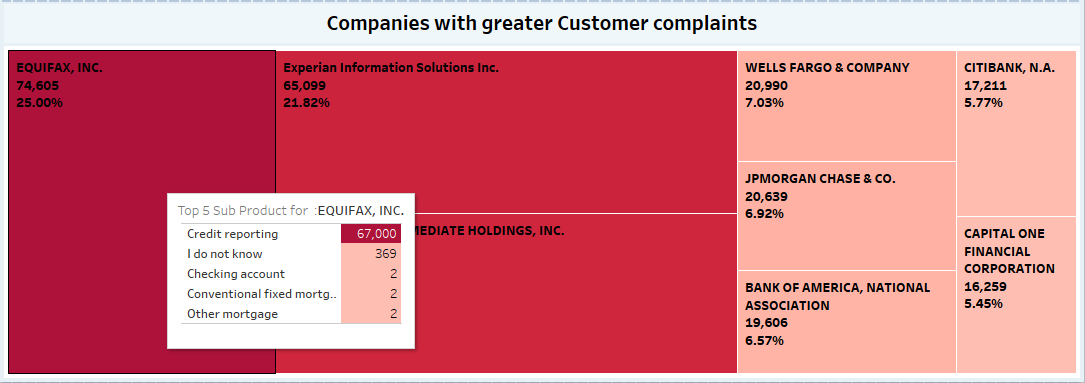 Companies with greater Customer complaints
EQUIFAX, INC.
74,605
25.00%
Experian Information Solutions Inc.
65,099
21.82%
HOLDINGS, INC.
WELLS FARGO & COMPANY
20,990
7.03%
JPMORGAN CHASE & CO.
20,639
6.92%
BANK OF AMERICA, NATIONAL
ASSOCIATION
19,606
6.57%
CITIBANK, N.A.
17,211
5.77%
CAPITAL ONE
FINANCIAL
CORPORATION
16,259
5.45%
Top 5 Sub Product for :EQUIFAX, INC.
Credit reporting 67,000
I do not know 369
Checking account 2
Conventional fixed mortg.. 2
Other mortgage 2